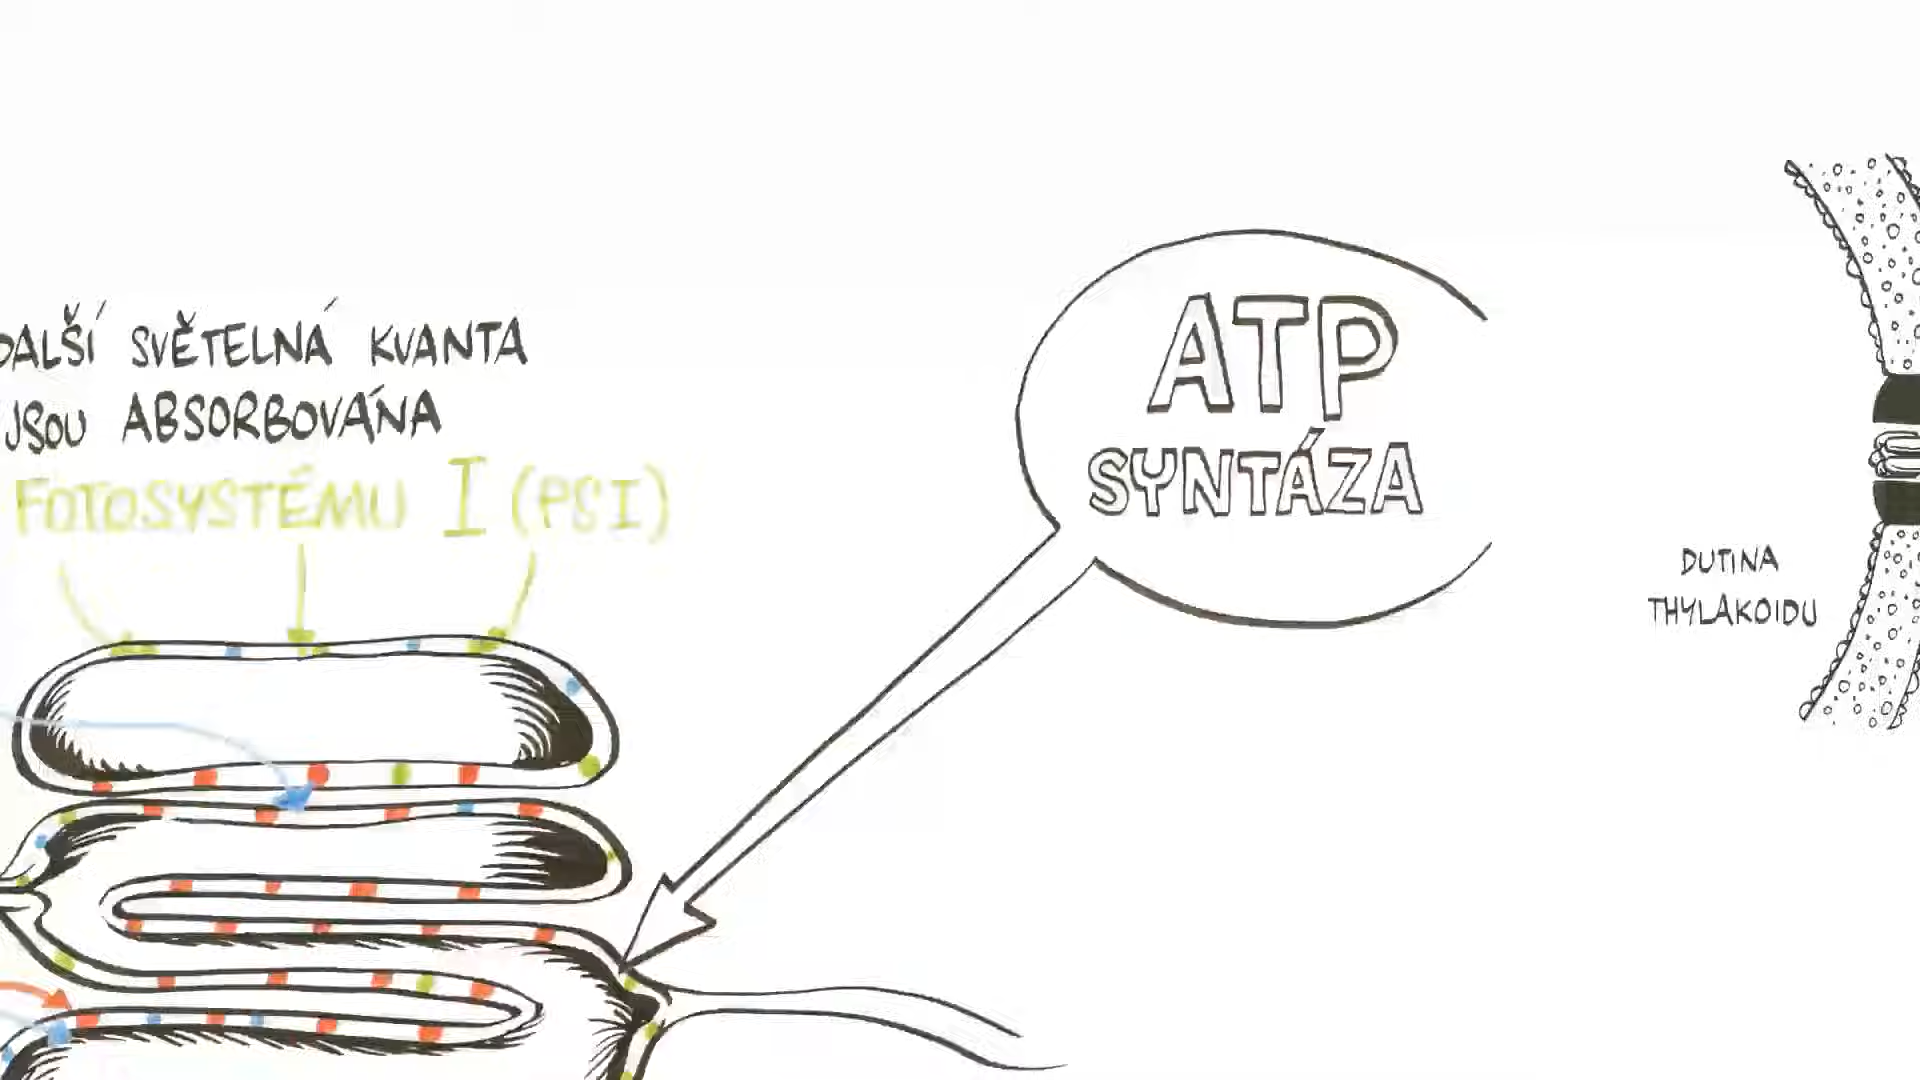 DALŠÍ SVĚTELNÁ KVANTA
JSOU ABSORBOVÁNA
FOTOSYSTÉMU I (PSI)
ATP
SYNTÁZA
DUTINA
THYLAKOIDU